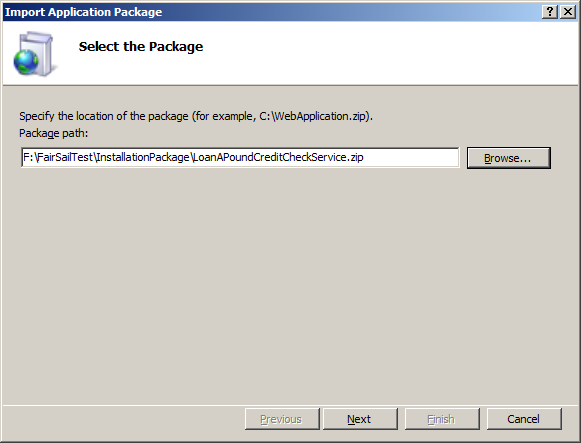 Import Application Package
Select the Package
Specify the location of the package (for example, C:\WebApplication.zip).
Package path:
F:\FairSailTest\InstallationPackage\LoanAPoundCreditCheckService.zip
Browse...
Previous
Next
Finish
Cancel